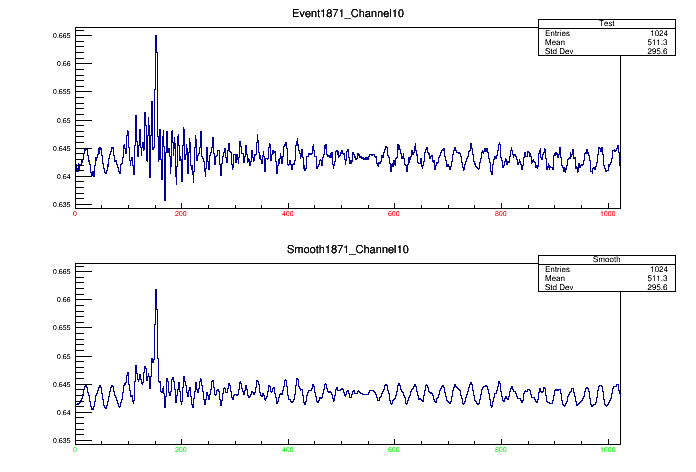 Event1871_Channel10
Test
Entries 1024
Mean 511.3
Std Dev 295.6
0.665
0.66
0.655
0.65
0.645
0.64
0.635
0 200 400 600 800 1000
Smooth1871_Channel10
Smooth
Entries 1024
Mean 511.3
Std Dev 295.6
0.665
0.66
0.655
0.65
0.645
0.64
0.635
0 200 400 600 800 1000